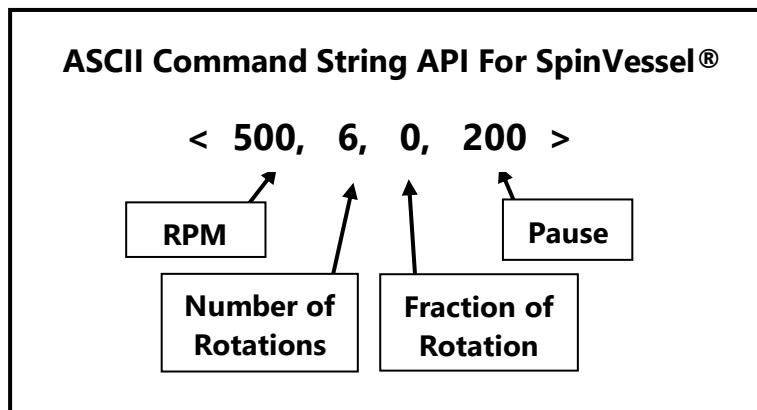 ASCII Command String API For SpinVessel®
< 500, 6, 0, 200 >
RPM
Pause
Number of
Rotations
Fraction of
Rotation